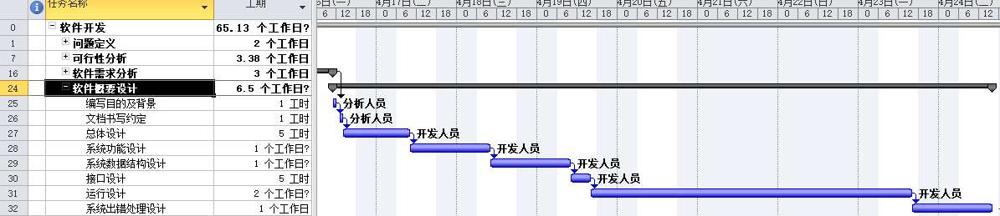 任务名称 工期
日(一) 4月17日(二) 4月18日(三) 4月19日(四) 4月20日(五) 4月21日(六) 4月22日(日) 4月23日(一) 4月24日(二)
6 12 18 0 6 12 18 0 6 12 18 0 6 12 18 0 6 12 18 0 6 12 18 0 6 12 18 0 6 12 18 0 6 12
0 软件开发 65.13 个工作日?
1 问题定义 2 个工作日
7 可行性分析 3.38 个工作日
16 软件需求分析 3 个工作日
24 软件概要设计 6.5 个工作日?
25 编写目的及背景 1 工时 分析人员
26 文档书写约定 1 工时 分析人员
27 总体设计 5 工时 开发人员
28 系统功能设计 1 个工作日? 开发人员
29 系统数据结构设计 1 个工作日? 开发人员
30 接口设计 5 工时 开发人员
31 运行设计 2 个工作日? 开发人员
32 系统出错处理设计 1 个工作日